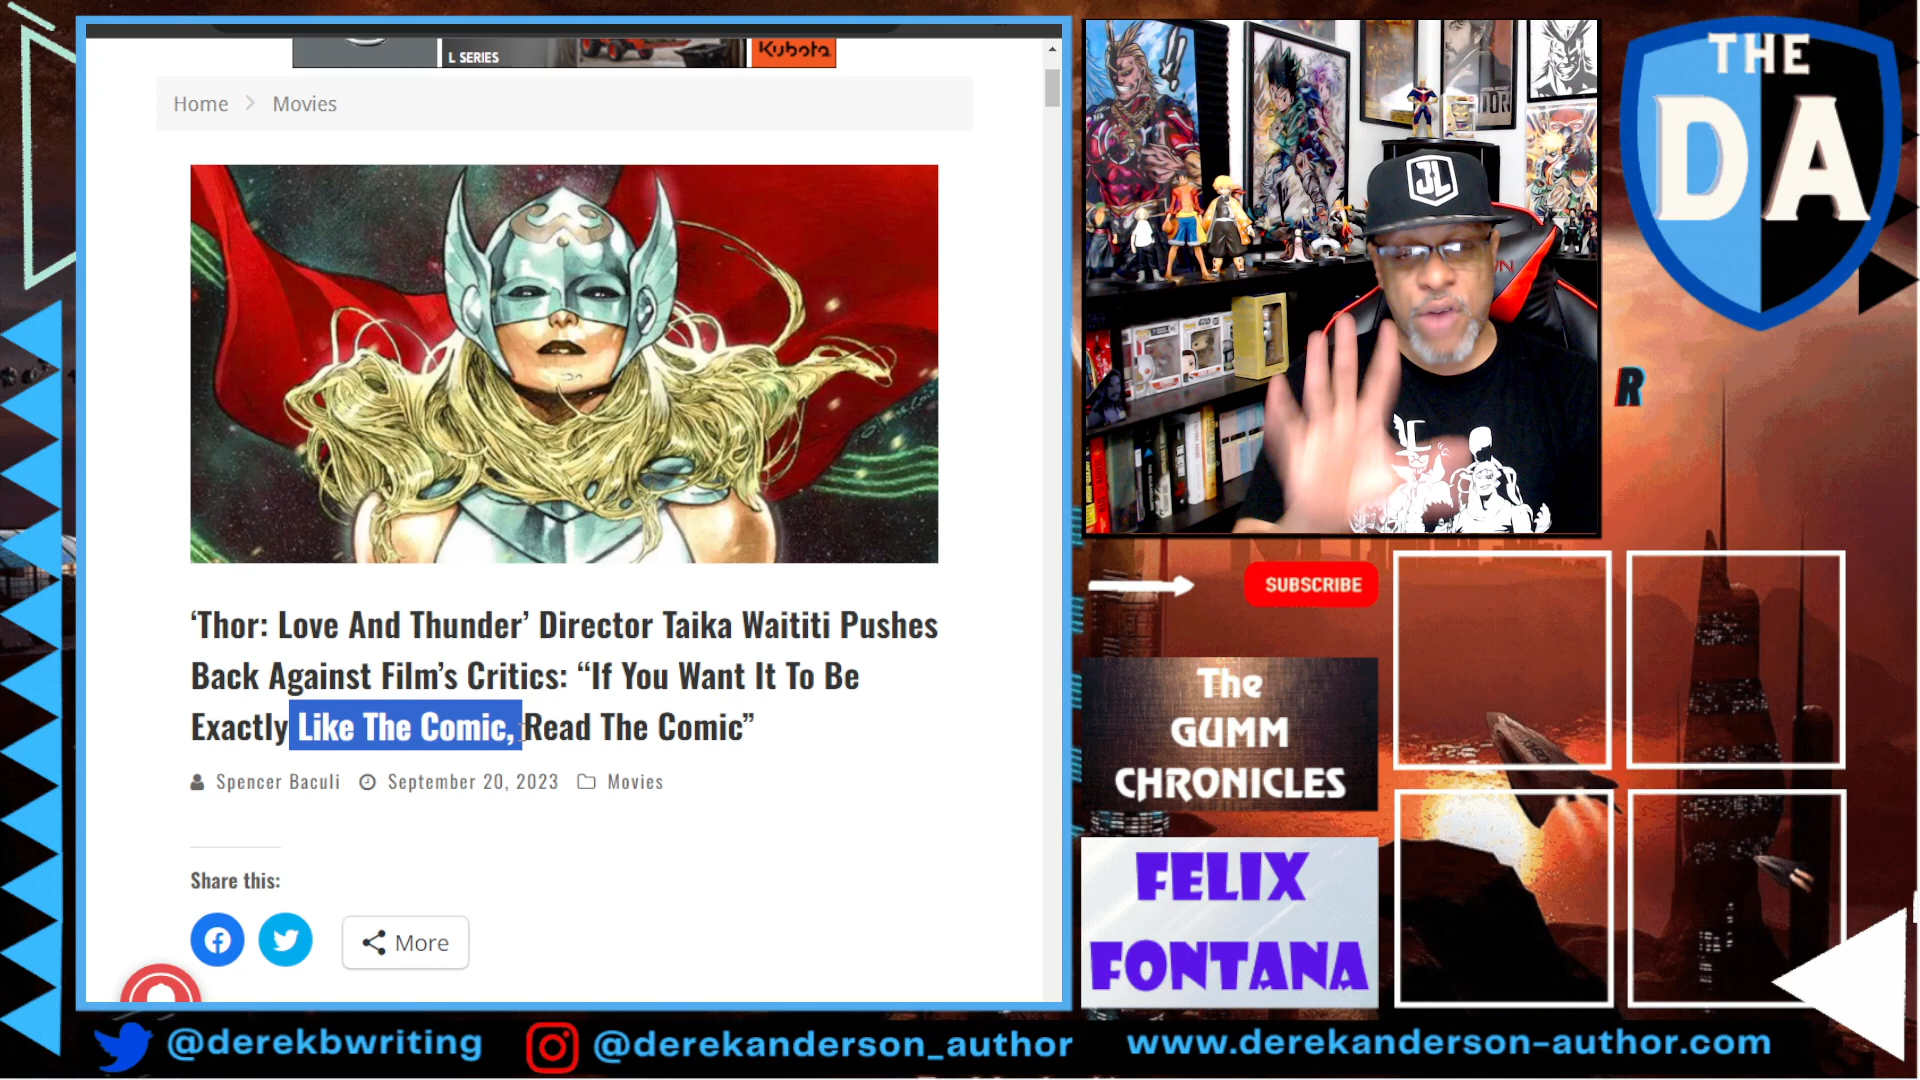 L SERIES
Kubota
Home
Movies
‘Thor: Love And Thunder’ Director Taika Waititi Pushes
Back Against Film’s Critics: “If You Want It To Be
Exactly Like The Comic, Read The Comic”
Spencer Baculi
September 20, 2023
Movies
Share this:
More
JL
THE
DA
R
SUBSCRIBE
The
GUMM
CHRONICLES
FELIX
FONTANA
@derekbwriting
@derekanderson_author
www.derekanderson-author.com